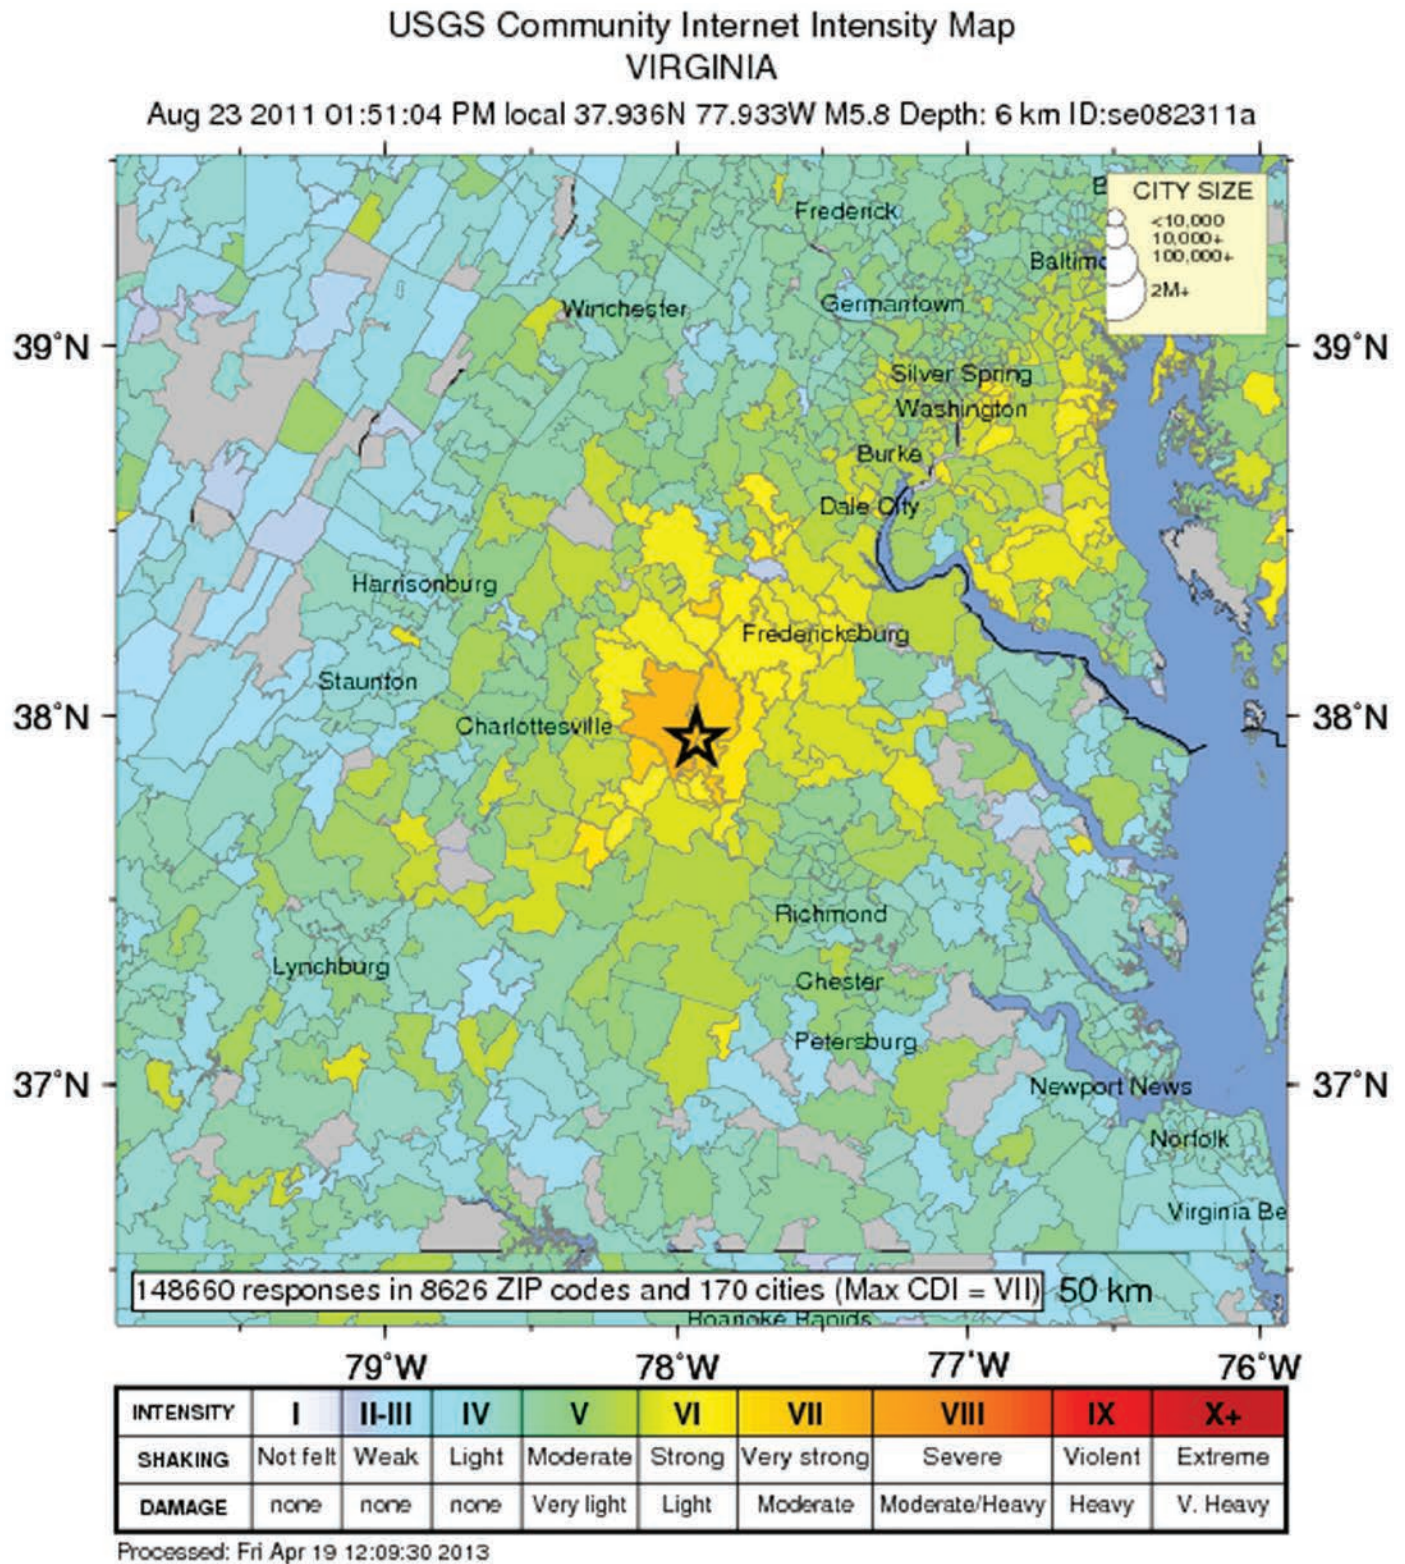 USGS Community Internet Intensity Map
VIRGINIA
Aug 23 2011 01:51:04 PM local 37.936N 77.933W M5.8 Depth: 6 km ID:se082311a
CITY SIZE
<10,000
10,000+
100,000+
2M+
Frederick
Baltimo
Winchester
Germantown
39°N
39°N
Silver Spring
Washington
Burke
Dale City
Harrisonburg
Fredericksburg
Staunton
38°N
Charlottesville
38°N
Richmond
Lynchburg
Chester
Petersburg
37°N
Newport News
37°N
Norfolk
Virginia Be
148660 responses in 8626 ZIP codes and 170 cities (Max CDI = VII)
50 km
Roanoke Rapids
79°W 78°W 77°W 76°W
INTENSITY I II-III IV V VI VII VIII IX X+
SHAKING Not felt Weak Light Moderate Strong Very strong Severe Violent Extreme
DAMAGE none none none Very light Light Moderate Moderate/Heavy Heavy V. Heavy
Processed: Fri Apr 19 12:09:30 2013